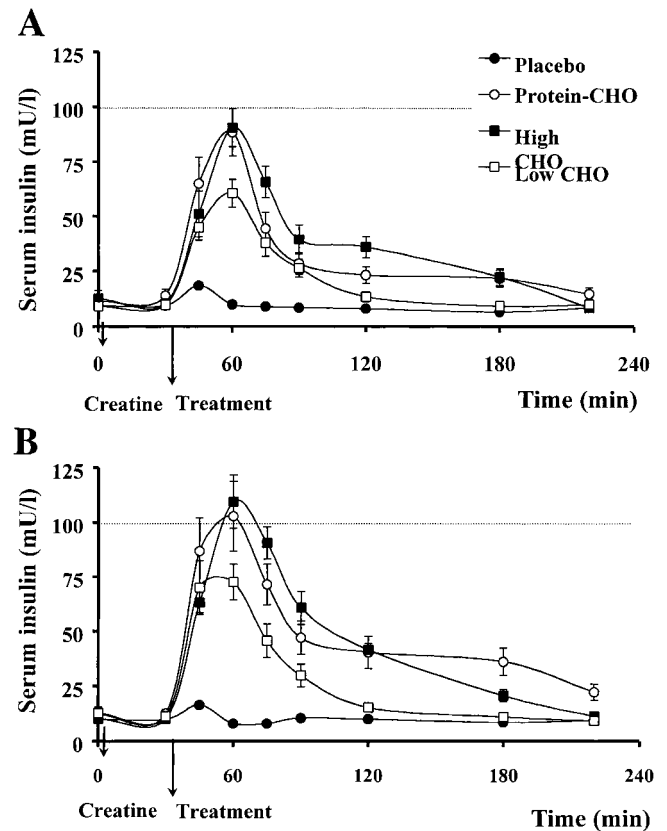 A
Serum insulin (mU/l)
125
100
75
50
25
0
Placebo
Protein-CHO
High
CHO
Low CHO
0
60
120
180
240
Creatine
Treatment
Time (min)
B
Serum insulin (mU/l)
125
100
75
50
25
0
0
60
120
180
240
Creatine
Treatment
Time (min)